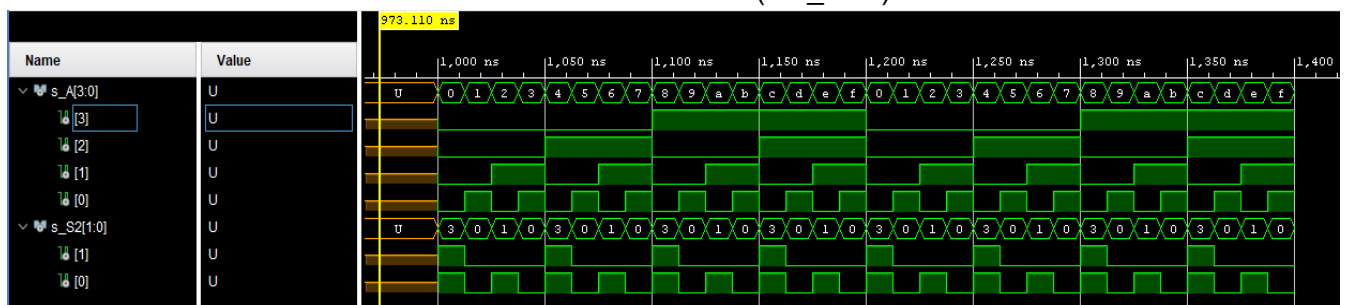 973.110 ns
Name Value 1,000 ns 1,050 ns 1,100 ns 1,150 ns 1,200 ns 1,250 ns 1,300 ns 1,350 ns 1,400
s_A[3:0] U U 0 1 2 3 4 5 6 7 8 9 a b c d e f 0 1 2 3 4 5 6 7 8 9 a b c d e f
[3] U
[2] U
[1] U
[0] U
s_S2[1:0] U U 3 0 1 0 3 0 1 0 3 0 1 0 3 0 1 0 3 0 1 0 3 0 1 0 3 0 1 0 3 0 1 0
[1] U
[0] U